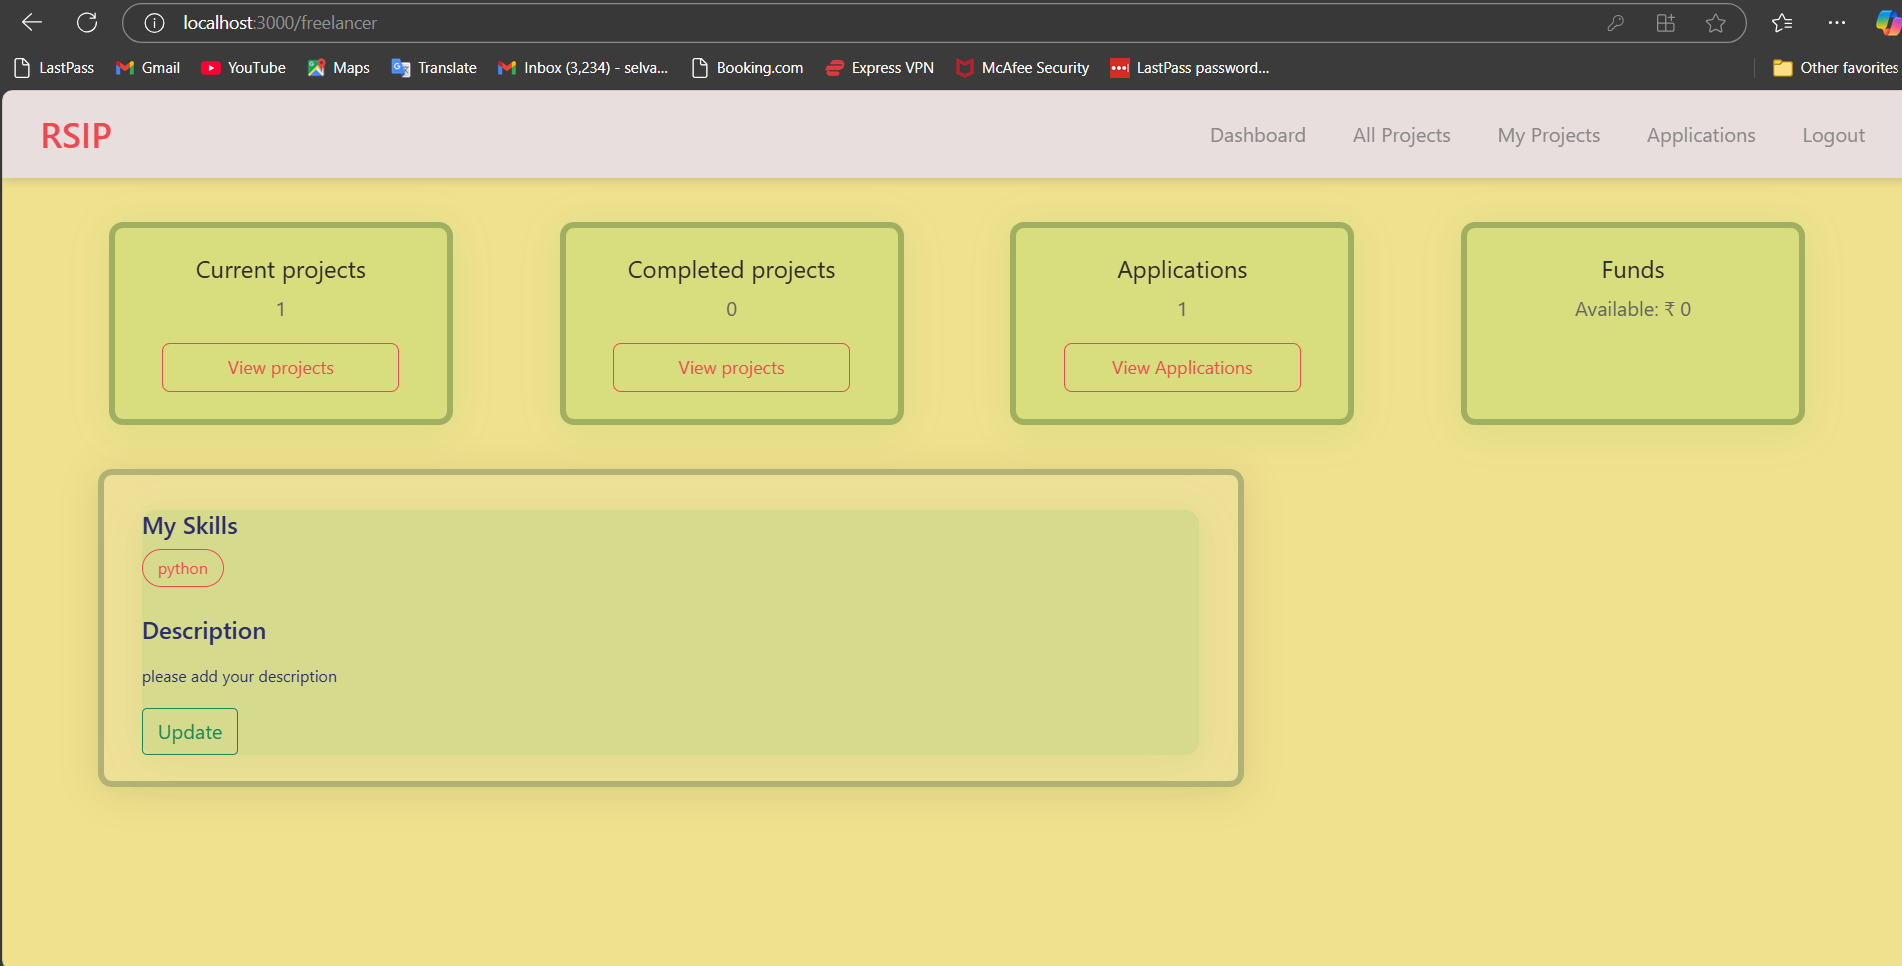 localhost:3000/freelancer
LastPass Gmail YouTube Maps Translate Inbox (3,234) - selva... Booking.com Express VPN McAfee Security LastPass password... Other favorites
RSIP Dashboard All Projects My Projects Applications Logout
Current projects Completed projects Applications Funds
1 0 1 Available: ₹ 0
View projects View projects View Applications
My Skills
python
Description
please add your description
Update